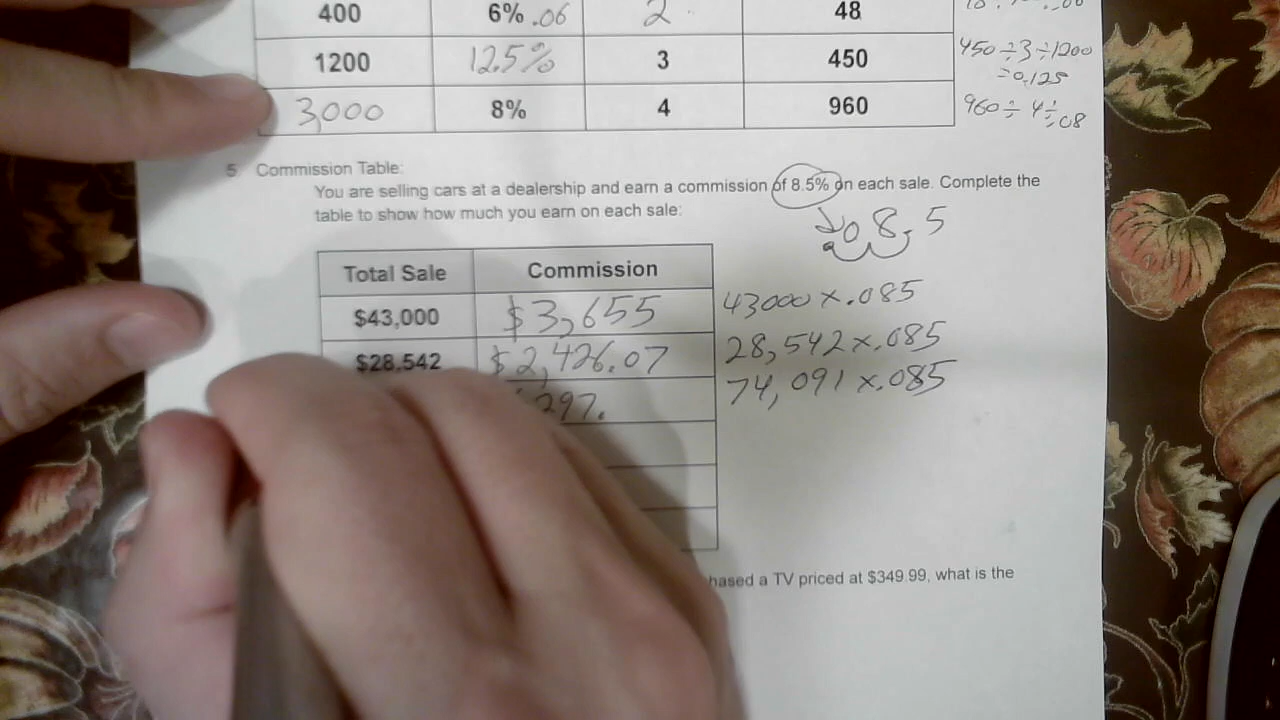 400 6% .06 2 48
1200 12.5% 3 450 450÷3÷1200
=0.125
3,000 8% 4 960 960÷ 4÷
.08
5 Commission Table:
You are selling cars at a dealership and earn a commission of 8.5% on each sale. Complete the
table to show how much you earn on each sale:
08.5
Total Sale Commission
$43,000 $3,655 43000 x .085
$28.542 $2,426.07 28,542 x .085
297. 74,091 x .085
hased a TV priced at $349.99, what is the